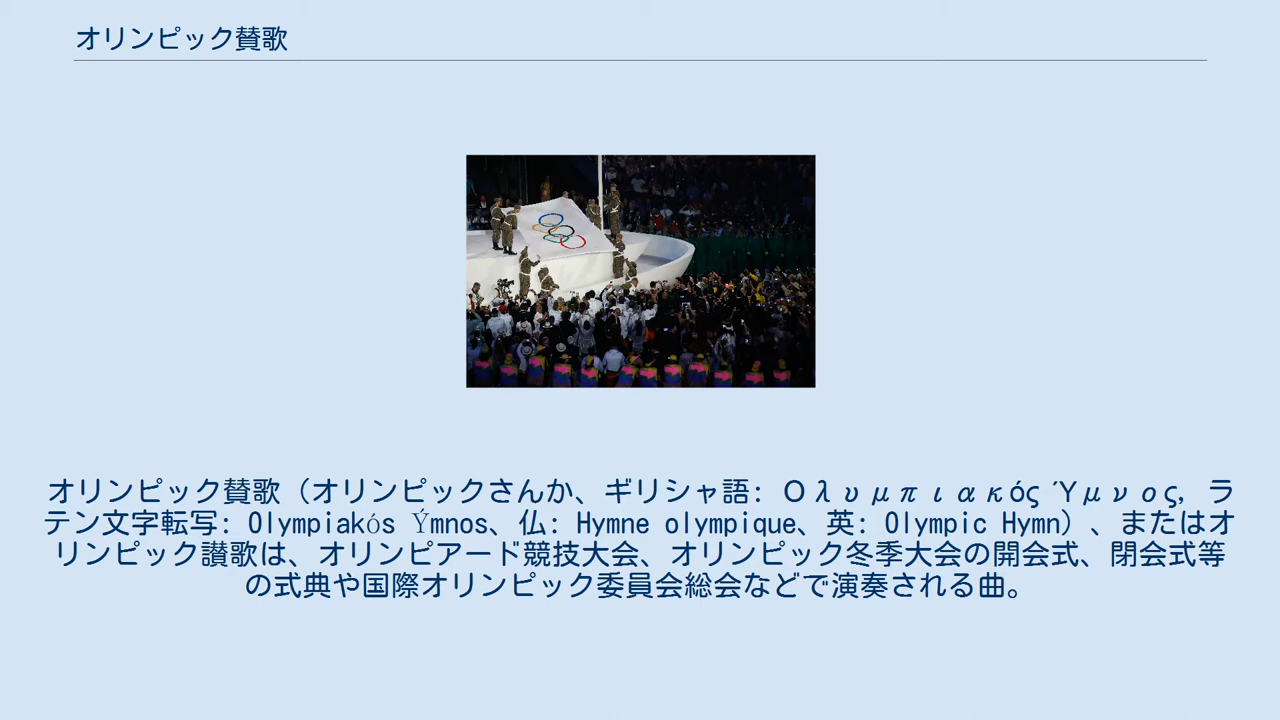 オリンピック賛歌
オリンピック賛歌（オリンピックさんか、ギリシャ語: Ολυμπιακός Ύμνος, ラ
テン文字転写: Olympiakós Ýmnos、仏: Hymne olympique、英: Olympic Hymn）、またはオ
リンピック讃歌は、オリンピアード競技大会、オリンピック冬季大会の開会式、閉会式等
の式典や国際オリンピック委員会総会などで演奏される曲。